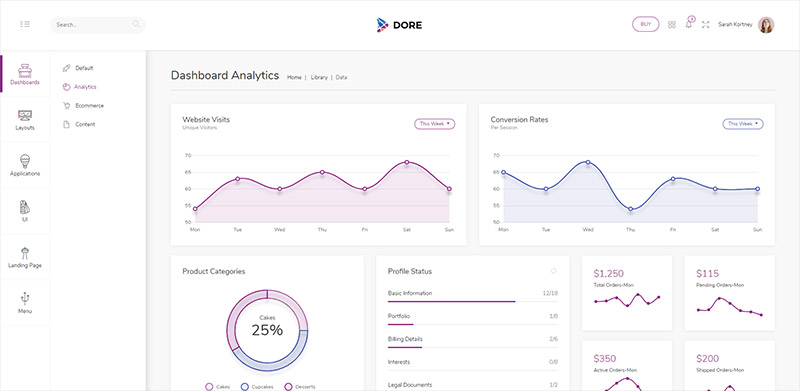 Search...
DORE
BUY
Sarah Kortney
Dashboards
Layouts
Applications
UI
Landing Page
Menu
Default
Analytics
Ecommerce
Content
Dashboard Analytics Home | Library | Data
Website Visits
Unique Visitors
This Week
70
65
60
55
50
Mon Tue Wed Thu Fri Sat Sun
Conversion Rates
Per Session
This Week
70
65
60
55
50
Mon Tue Wed Thu Fri Sat Sun
Product Categories
Cakes
25%
Cakes Cupcakes Desserts
Profile Status
Basic Information 12/18
Portfolio 1/8
Billing Details 2/6
Interests 0/8
Legal Documents 1/2
$1,250
Total Orders-Mon
$115
Pending Orders-Mon
$350
Active Orders-Mon
$200
Shipped Orders-Mon